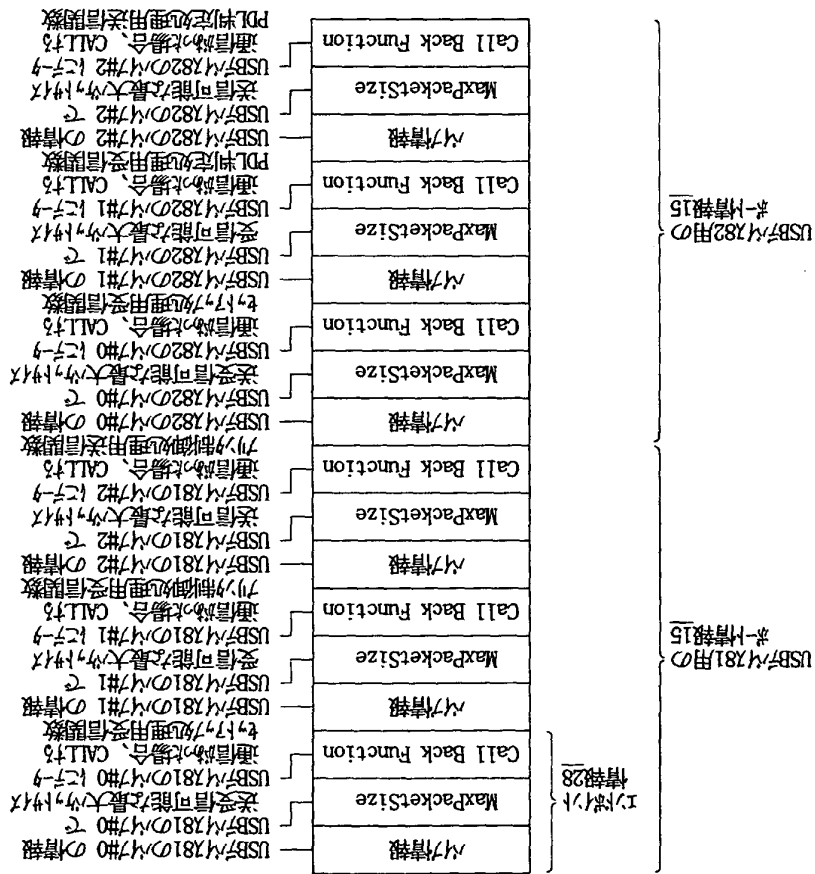 USBデバイス81用の
ポート情報15
エンドポイント
情報28
パイプ情報
USBデバイス81のパイプ#0 の情報
MaxPacketSize
USBデバイス81のパイプ#0 で
送受信可能な最大パケットサイズ
Call Back Function
USBデバイス81のパイプ#0 にデータ
通信があった場合、CALLする
セットアップ処理用受信関数
パイプ情報
USBデバイス81のパイプ#1 の情報
MaxPacketSize
USBデバイス81のパイプ#1 で
受信可能な最大パケットサイズ
Call Back Function
USBデバイス81のパイプ#1 にデータ
通信があった場合、CALLする
プリンタ制御処理用受信関数
パイプ情報
USBデバイス81のパイプ#2 の情報
MaxPacketSize
USBデバイス81のパイプ#2 で
送信可能な最大パケットサイズ
Call Back Function
USBデバイス81のパイプ#2 にデータ
通信があった場合、CALLする
プリンタ制御処理用送信関数
USBデバイス82用の
ポート情報15
パイプ情報
USBデバイス82のパイプ#0 の情報
MaxPacketSize
USBデバイス82のパイプ#0 で
送受信可能な最大パケットサイズ
Call Back Function
USBデバイス82のパイプ#0 にデータ
通信があった場合、CALLする
セットアップ処理用受信関数
パイプ情報
USBデバイス82のパイプ#1 の情報
MaxPacketSize
USBデバイス82のパイプ#1 で
受信可能な最大パケットサイズ
Call Back Function
USBデバイス82のパイプ#1 にデータ
通信があった場合、CALLする
PDL判定処理用受信関数
パイプ情報
USBデバイス82のパイプ#2 の情報
MaxPacketSize
USBデバイス82のパイプ#2 で
送信可能な最大パケットサイズ
Call Back Function
USBデバイス82のパイプ#2 にデータ
通信があった場合、CALLする
PDL判定処理用送信関数